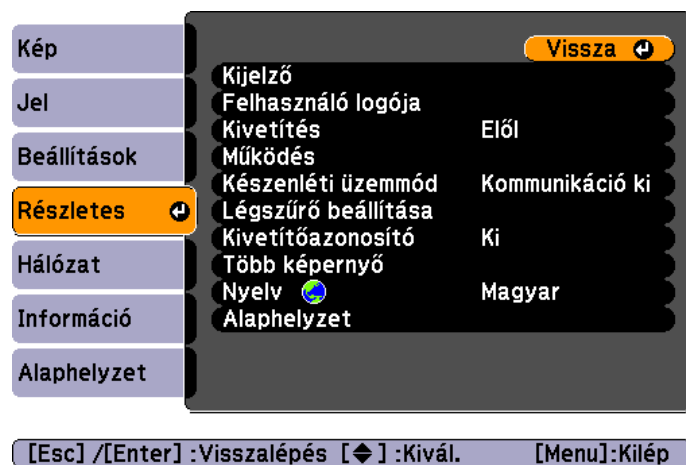 Kép
Jel
Beállítások
Részletes
Hálózat
Információ
Alaphelyzet
Vissza
Kijelző
Felhasználó logója
Kivetítés Elől
Működés
Készenléti üzemmód Kommunikáció ki
Légszűrő beállítása
Kivetítőazonosító Ki
Több képernyő
Nyelv Magyar
Alaphelyzet
[Esc] /[Enter] :Visszalépés [◆] :Kivál. [Menu]:Kilép